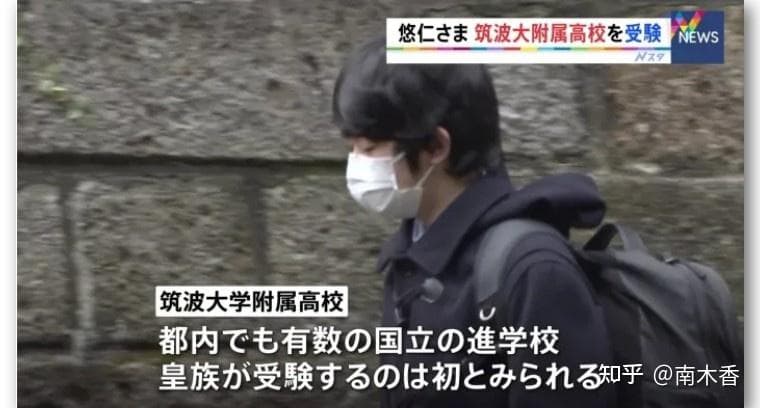 悠仁さま 筑波大附属高校を受験
NEWS
Nスタ
筑波大学附属高校
都内でも有数の国立の進学校
皇族が受験するのは初とみられる
知乎 @南木香